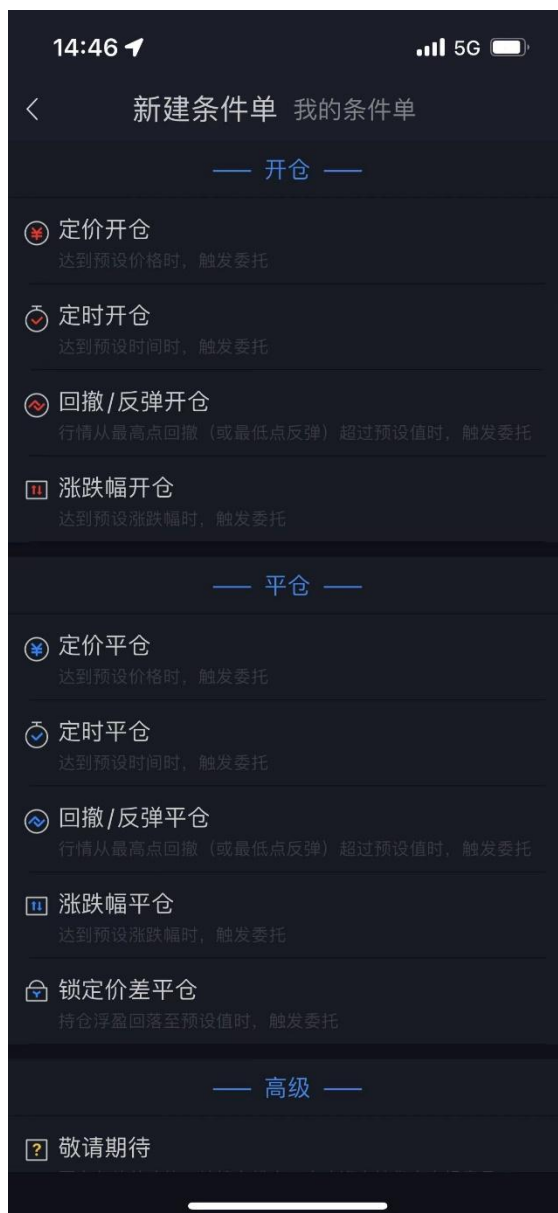 14:46
5G
新建条件单 我的条件单
开仓
定价开仓
达到预设价格时，触发委托
定时开仓
达到预设时间时，触发委托
回撤/反弹开仓
行情从最高点回撤（或最低点反弹）超过预设值时，触发委托
涨跌幅开仓
达到预设涨跌幅时，触发委托
平仓
定价平仓
达到预设价格时，触发委托
定时平仓
达到预设时间时，触发委托
回撤/反弹平仓
行情从最高点回撤（或最低点反弹）超过预设值时，触发委托
涨跌幅平仓
达到预设涨跌幅时，触发委托
锁定价差平仓
持仓浮盈回落至预设值时，触发委托
高级
敬请期待